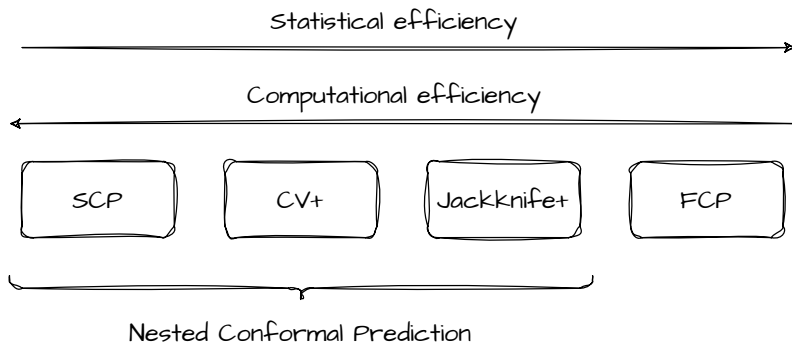 Statistical efficiency
Computational efficiency
SCP
CV+
Jackknife+
FCP
Nested Conformal Prediction